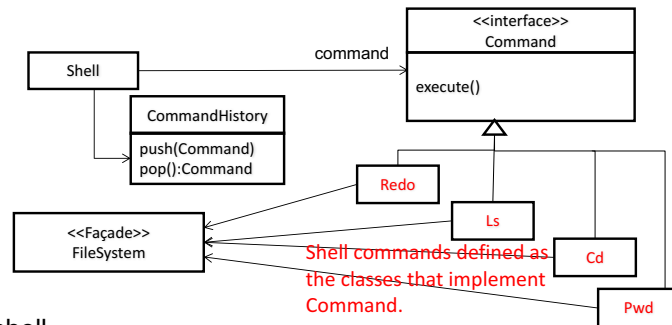 <<interface>>
Command
command
Shell
execute()
CommandHistory
push(Command)
pop():Command
Redo
Ls
<<Façade>>
FileSystem
Shell commands defined as
the classes that implement
Command.
Cd
Pwd